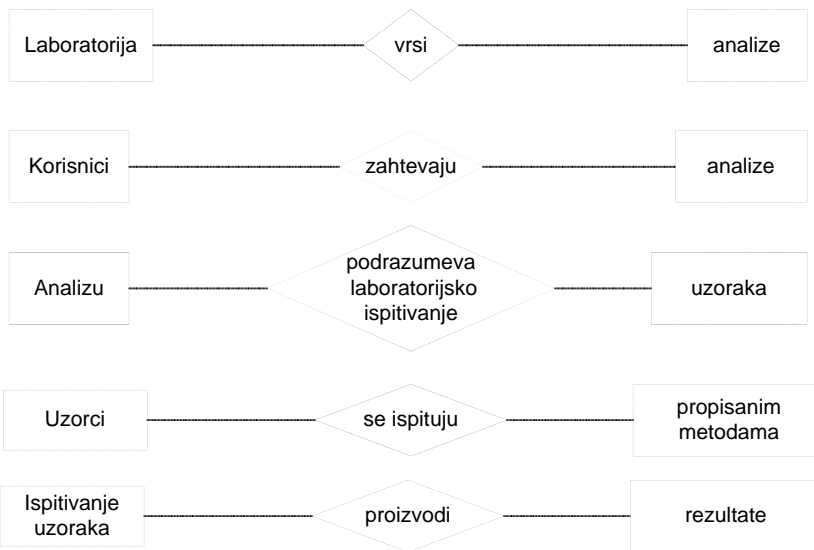 Laboratorija
vrsi
analize
Korisnici
zahtevaju
analize
Analizu
podrazumeva
laboratorijsko
ispitivanje
uzoraka
Uzorci
se ispituju
propisanim
metodama
Ispitivanje
uzoraka
proizvodi
rezultate